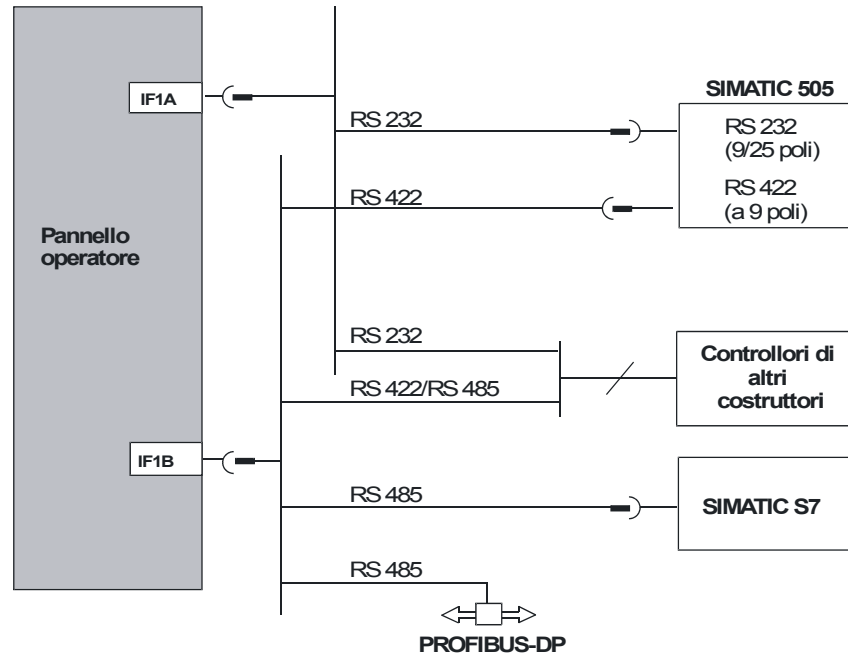 IF1A
SIMATIC 505
RS 232
RS 232
(9/25 poli)
RS 422
RS 422
(a 9 poli)
Pannello
operatore
RS 232
Controllori di
altri
costruttori
RS 422/RS 485
IF1B
RS 485
SIMATIC S7
RS 485
PROFIBUS-DP